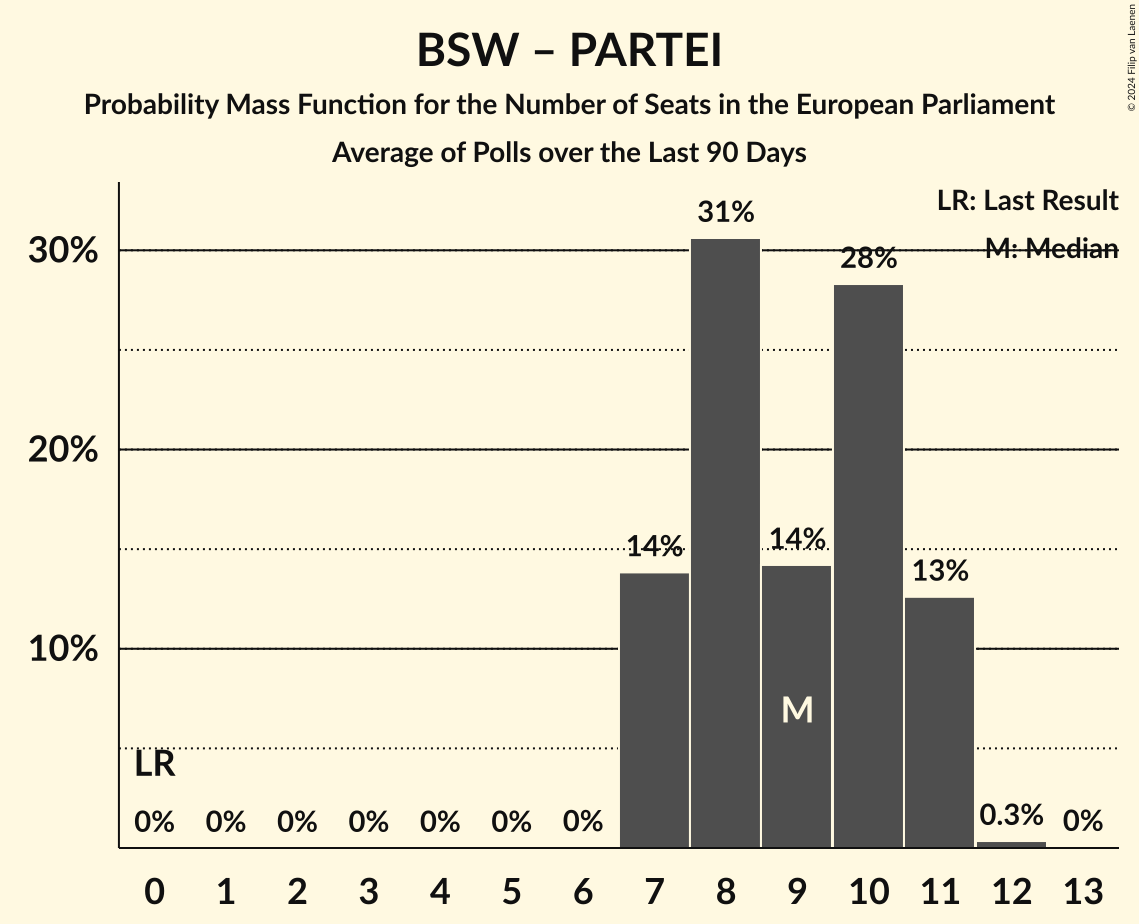 BSW – PARTEI
Probability Mass Function for the Number of Seats in the European Parliament
Average of Polls over the Last 90 Days
© 2024 Filip van Laenen
LR: Last Result
M: Median
30%
20%
10%
31%
28%
14%
14%
13%
M
LR
0% 0% 0% 0% 0% 0% 0% 0.3% 0%
0 1 2 3 4 5 6 7 8 9 10 11 12 13